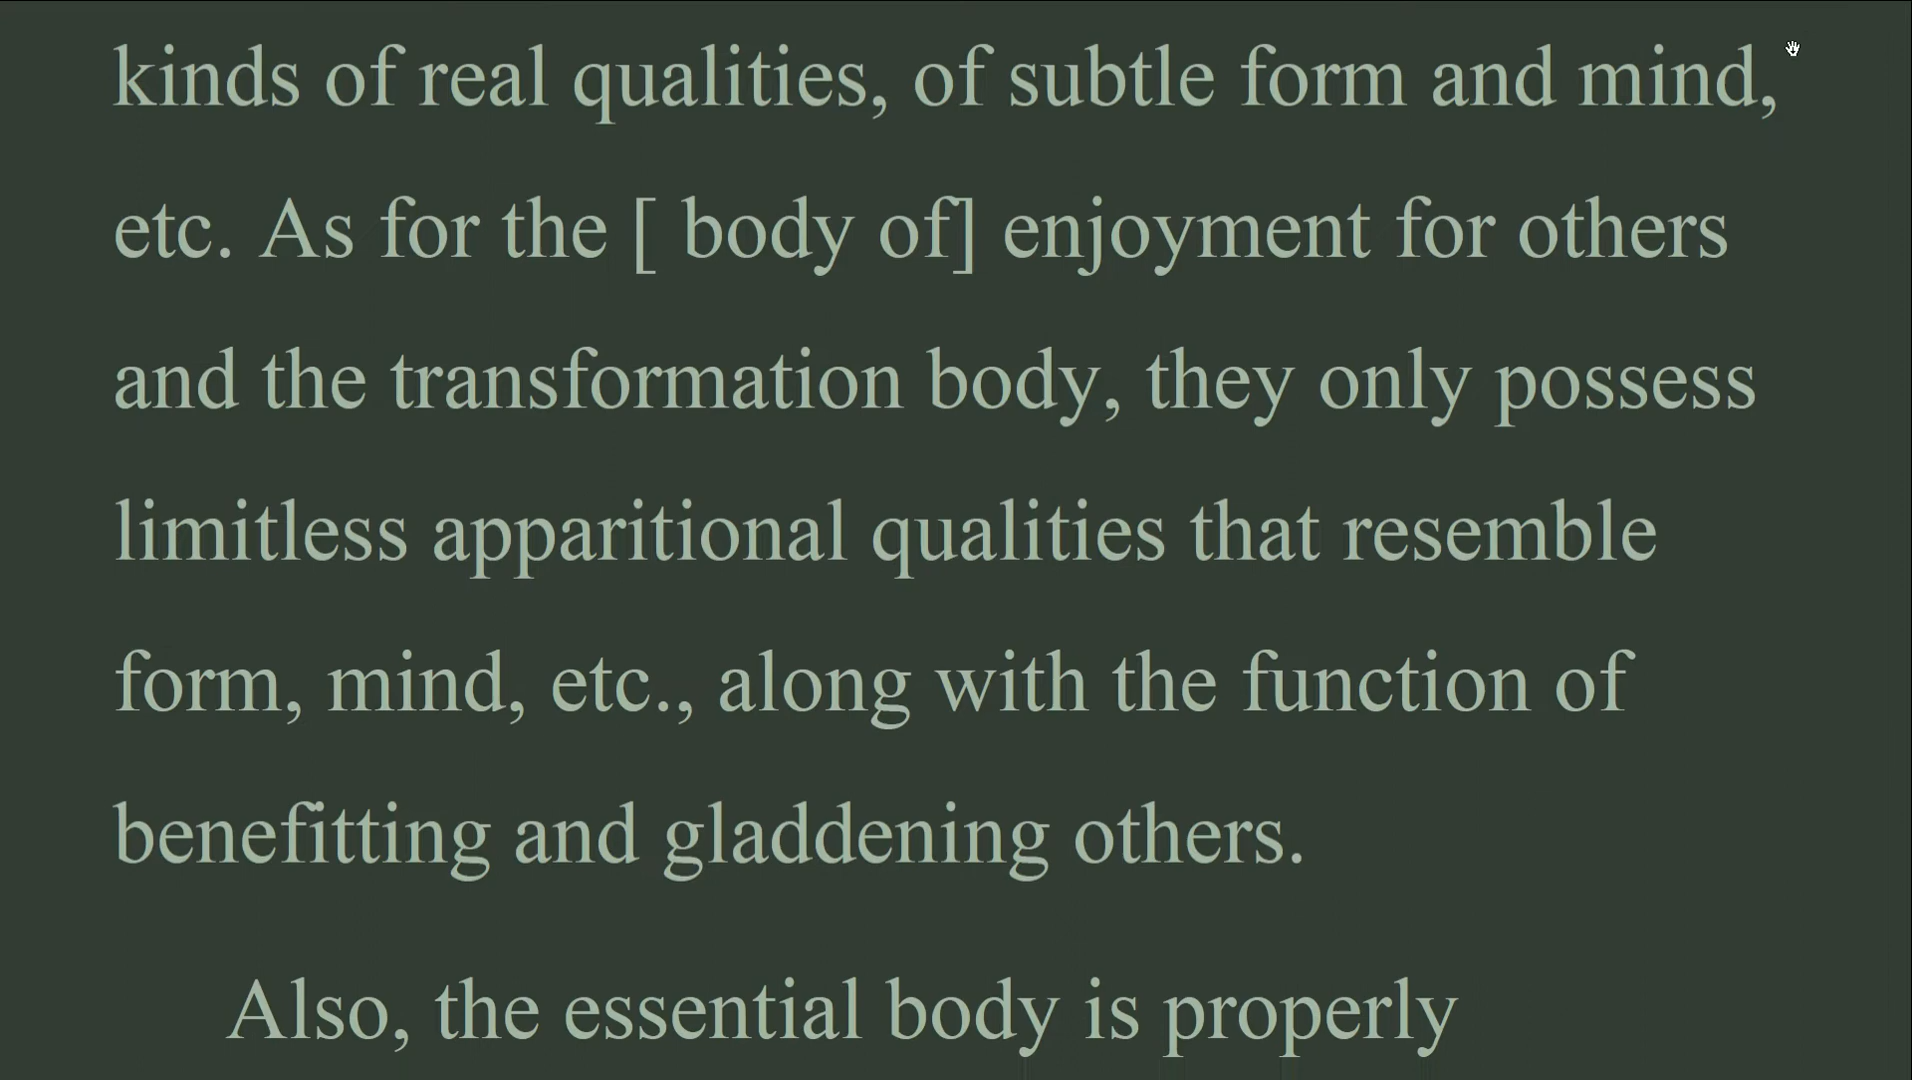 kinds of real qualities, of subtle form and mind,
etc. As for the [ body of] enjoyment for others
and the transformation body, they only possess
limitless apparitional qualities that resemble
form, mind, etc., along with the function of
benefitting and gladdening others.
Also, the essential body is properly